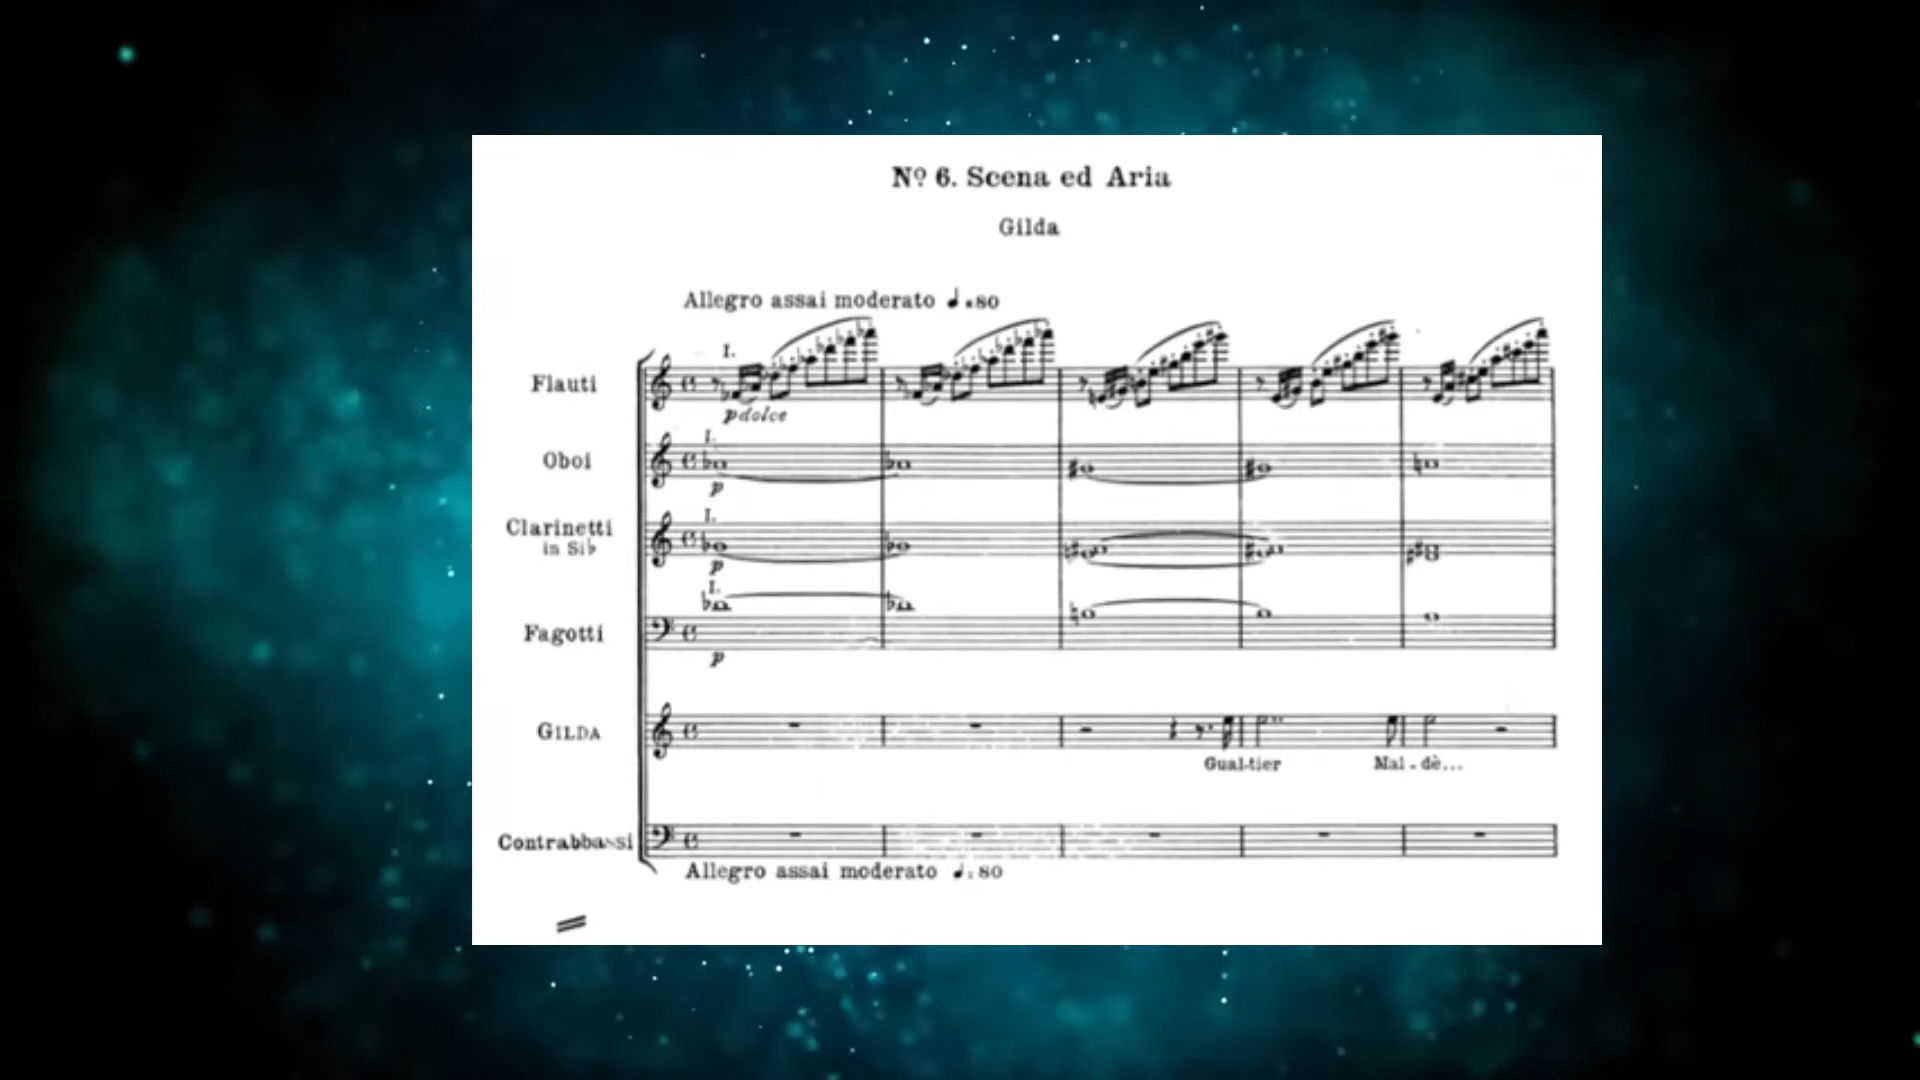 Nº 6. Scena ed Aria
Gilda
Allegro assai moderato ♩=80
I.
Flauti
p dolce
I.
Oboi
p
I.
Clarinetti
in Si♭
p
I.
Fagotti
p
GILDA
Gual-tier Mal-dè...
Contrabbassi
Allegro assai moderato ♩=80